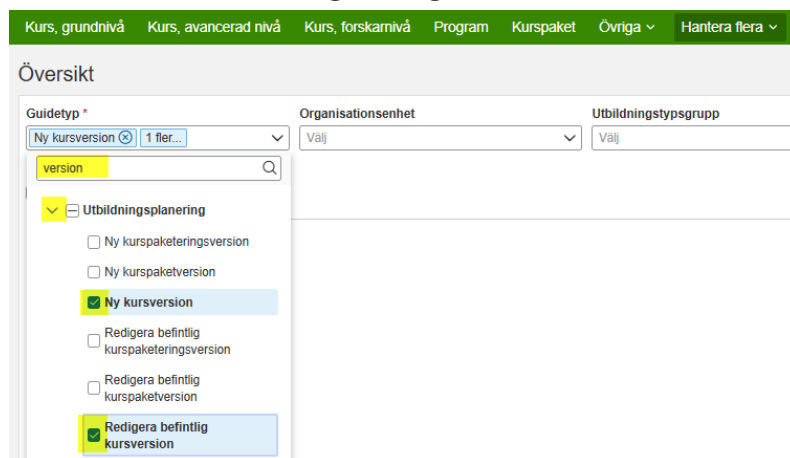 Kurs, grundnivå Kurs, avancerad nivå Kurs, forskarnivå Program Kurspaket Övriga Hantera flera
Översikt
Guidetyp * Organisationsenhet Utbildningstypsgrupp
Ny kursversion 1 fler... Välj Välj
version
Utbildningsplanering
Ny kurspaketeringsversion
Ny kurspaketversion
Ny kursversion
Redigera befintlig
kurspaketeringsversion
Redigera befintlig
kurspaketversion
Redigera befintlig
kursversion